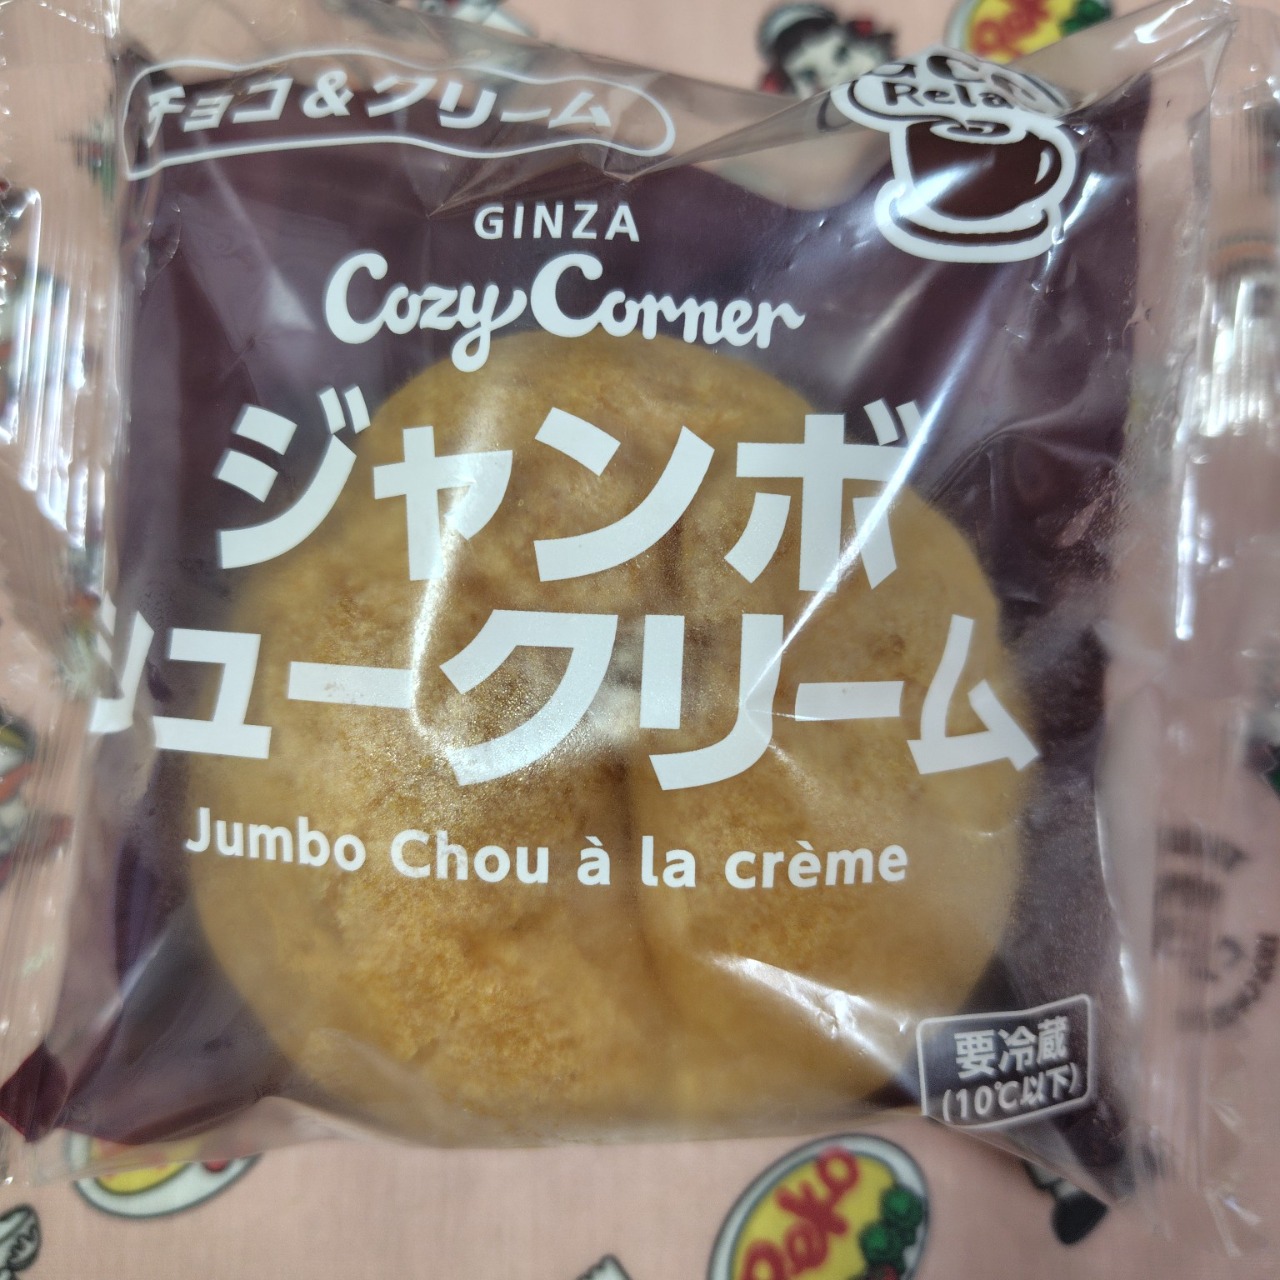 チョコ&クリーム
Rela
GINZA
Cozy Corner
ジャンボ
シュークリーム
Jumbo Chou à la crème
要冷蔵
(10℃以下)